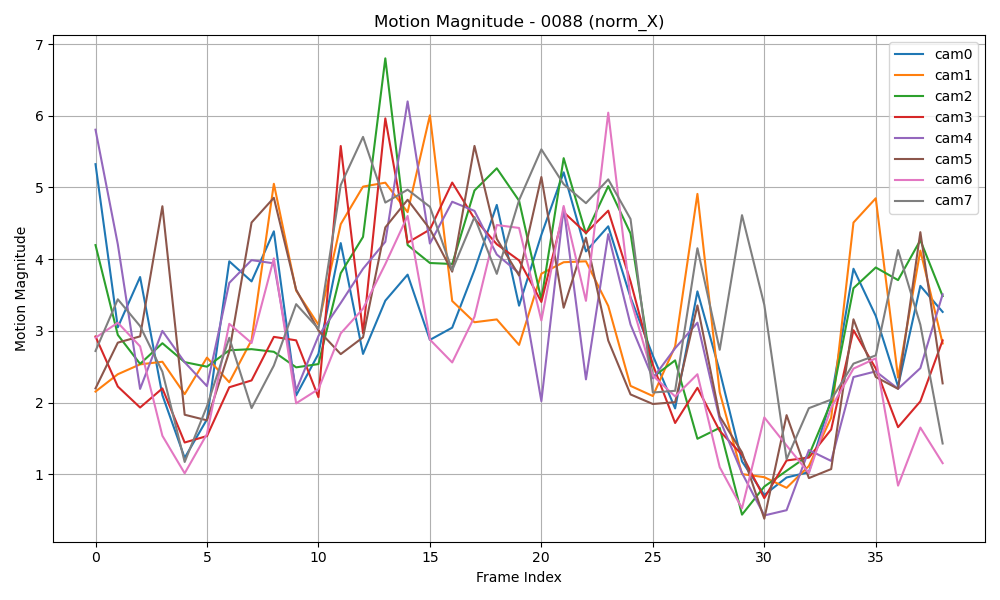 Motion Magnitude - 0088 (norm_X)
Motion Magnitude
7
6
5
4
3
2
1
0
5
10
15
20
25
30
35
Frame Index
cam0
cam1
cam2
cam3
cam4
cam5
cam6
cam7